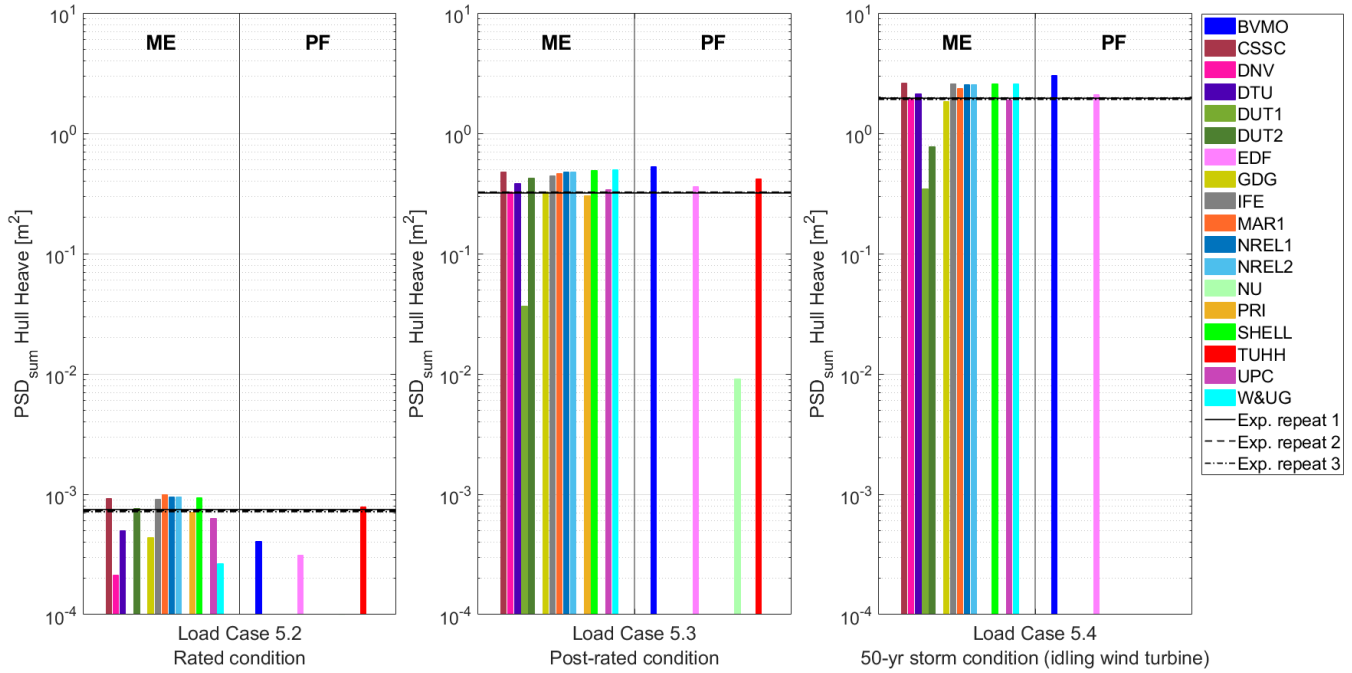 ME PF
10^1
10^0
10^-1
10^-2
10^-3
10^-4
PSD_sum Hull Heave [m^2]
Load Case 5.2
Rated condition
ME PF
10^1
10^0
10^-1
10^-2
10^-3
10^-4
PSD_sum Hull Heave [m^2]
Load Case 5.3
Post-rated condition
ME PF
10^1
10^0
10^-1
10^-2
10^-3
10^-4
PSD_sum Hull Heave [m^2]
Load Case 5.4
50-yr storm condition (idling wind turbine)
BVMO
CSSC
DNV
DTU
DUT1
DUT2
EDF
GDG
IFE
MAR1
NREL1
NREL2
NU
PRI
SHELL
TUHH
UPC
W&UG
Exp. repeat 1
Exp. repeat 2
Exp. repeat 3